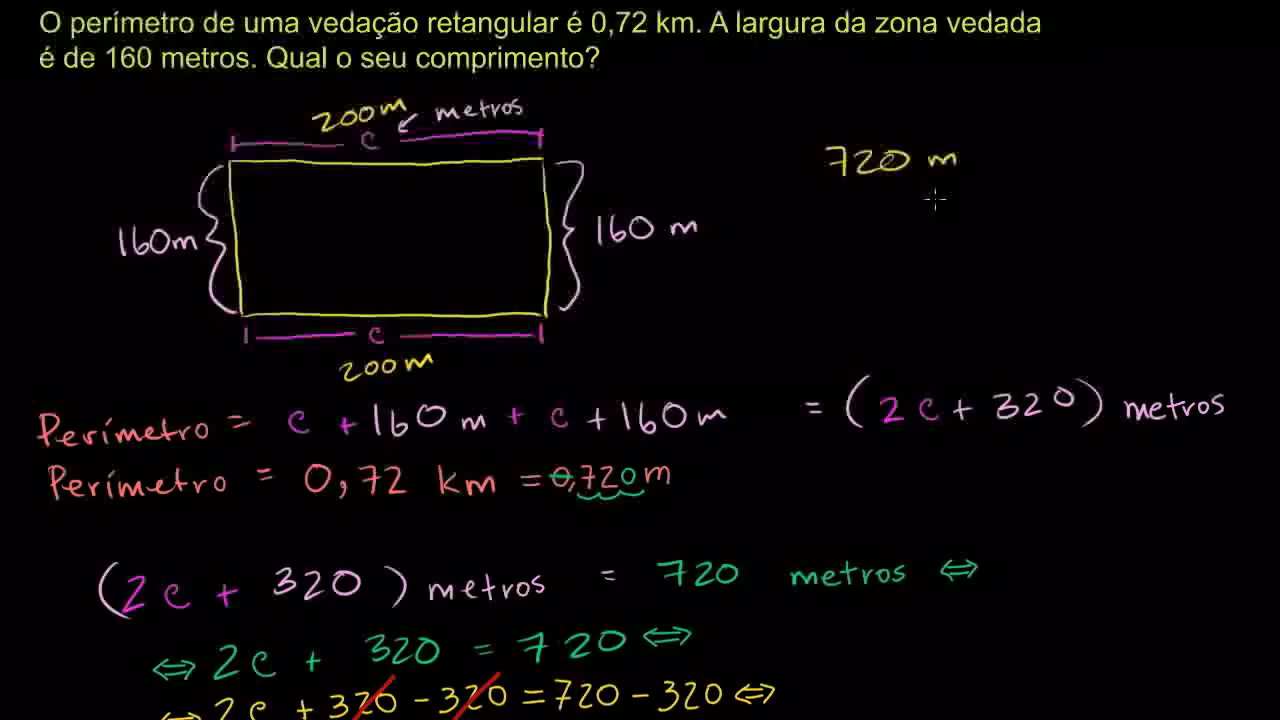 O perímetro de uma vedação retangular é 0,72 km. A largura da zona vedada
é de 160 metros. Qual o seu comprimento?
200m metros
c
720 m
160m
160 m
c
200m
Perímetro = c + 160 m + c + 160 m = (2c + 320) metros
Perímetro = 0,72 km = 0,720 m
(2c + 320) metros = 720 metros ⇔
⇔ 2c + 320 = 720 ⇔
⇔ 2c + 320 - 320 = 720 - 320 ⇔